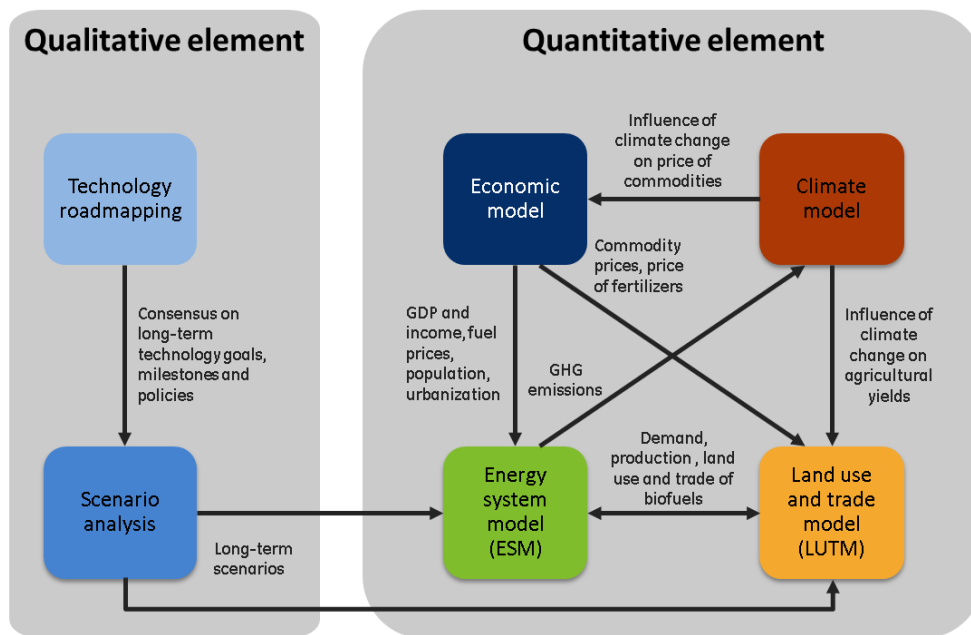 Qualitative element
Quantitative element
Technology
roadmapping
Economic
model
Influence of
climate change
on price of
commodities
Climate
model
Consensus on
long-term
technology goals,
milestones and
policies
GDP and
income, fuel
prices,
population,
urbanization
Commodity
prices, price
of fertilizers
GHG
emissions
Influence of
climate
change on
agricultural
yields
Scenario
analysis
Long-term
scenarios
Energy
system
model
(ESM)
Demand,
production , land
use and trade of
biofuels
Land use
and trade
model
(LUTM)